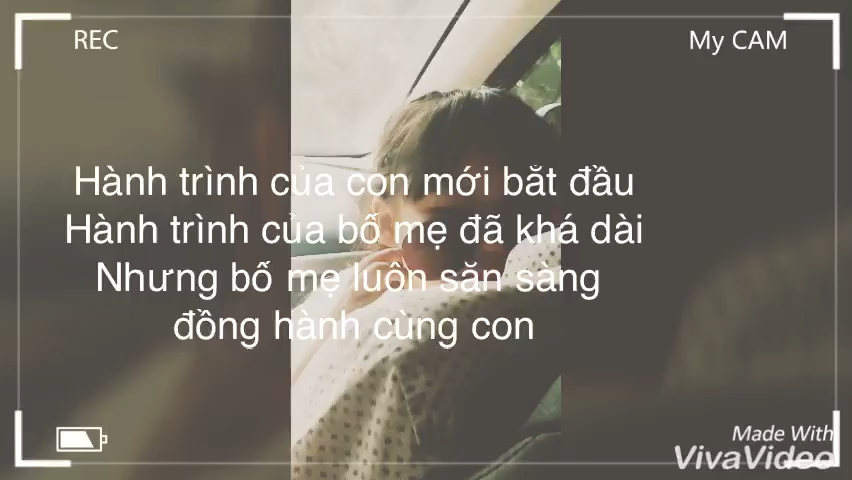 REC
My CAM
Hành trình của con mới bắt đầu
Hành trình của bố mẹ đã khá dài
Nhưng bố mẹ luôn sẵn sàng
đồng hành cùng con
Made With
VivaVideo